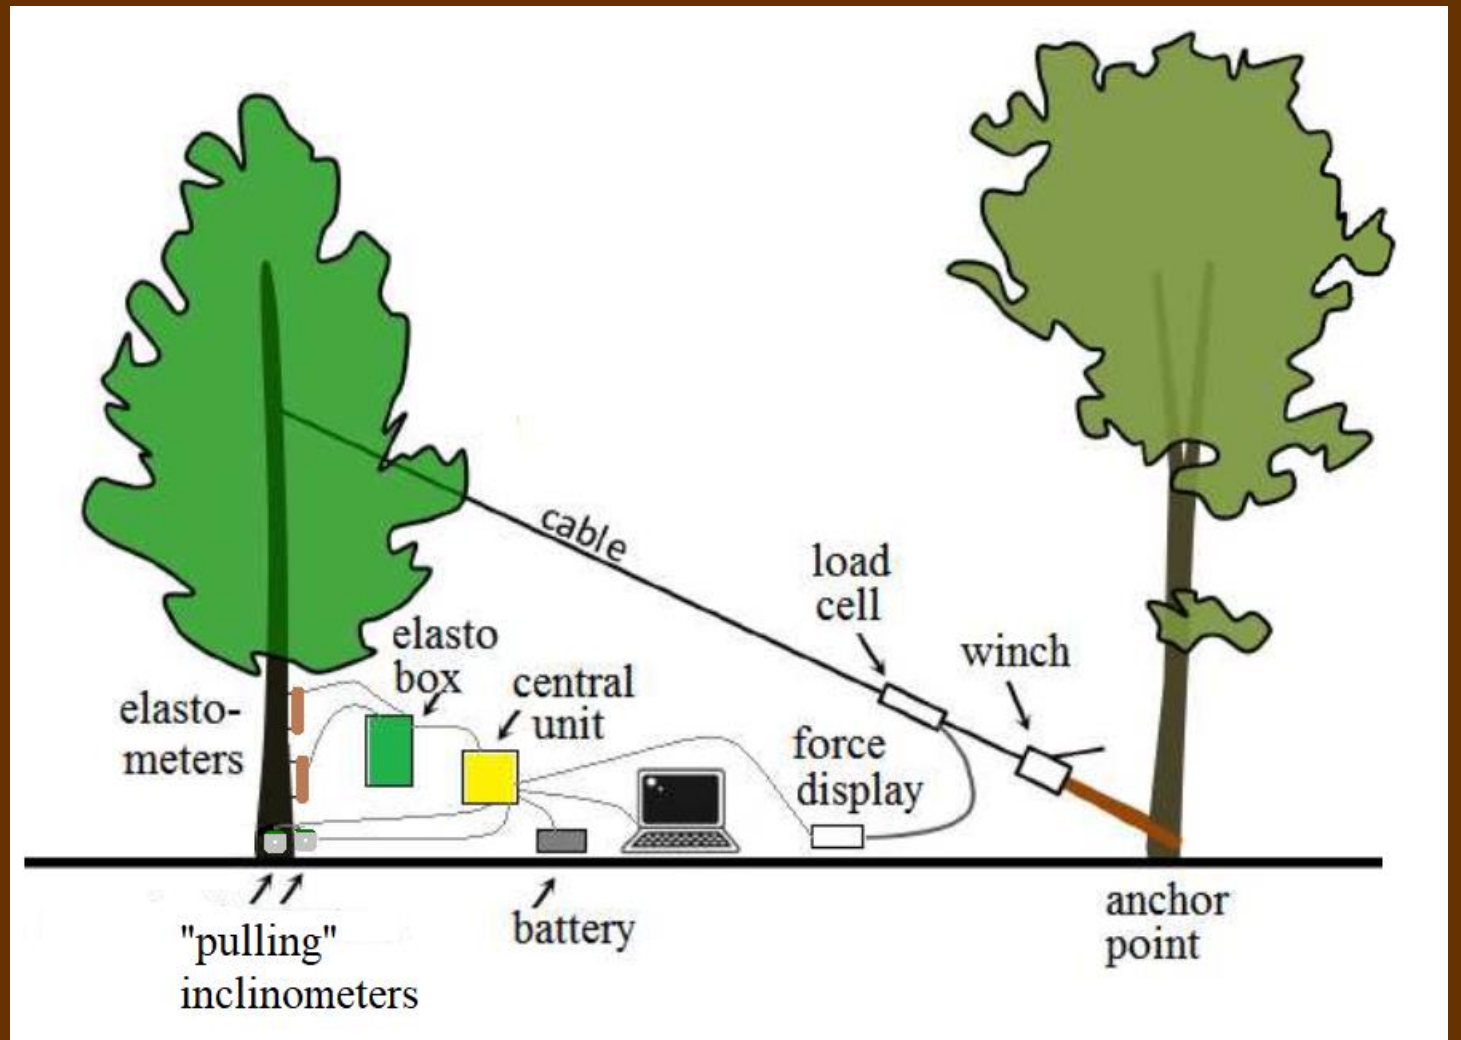 cable
load
cell
winch
elasto
box
central
unit
elasto-
meters
force
display
"pulling"
inclinometers
battery
anchor
point